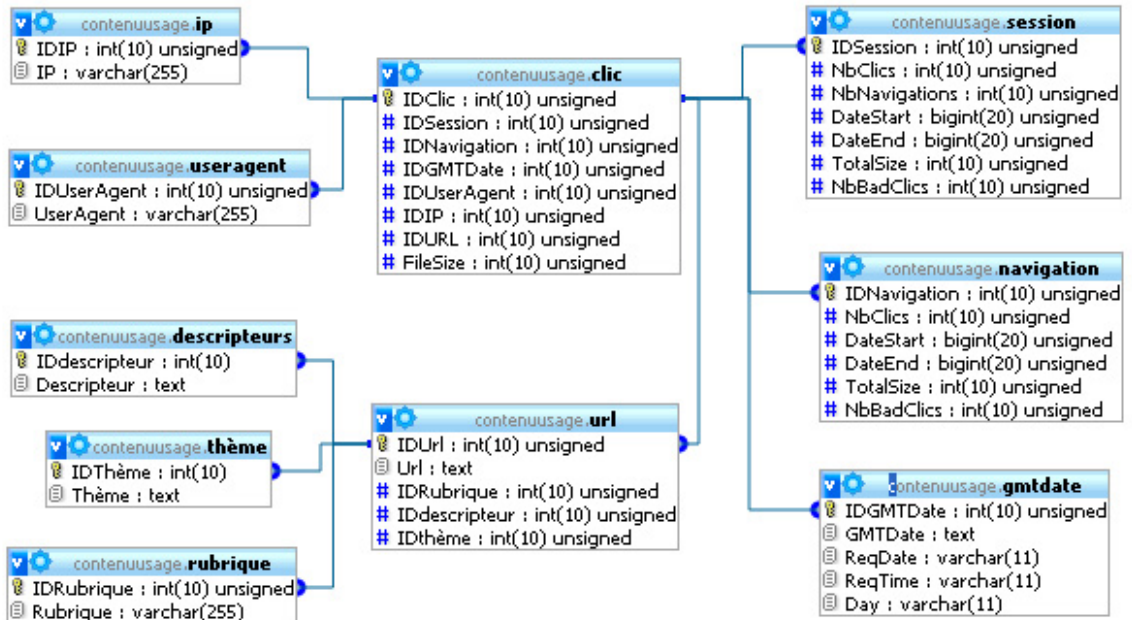 contenuusage.ip
IDIP : int(10) unsigned
IP : varchar(255)
contenuusage.useragent
IDUserAgent : int(10) unsigned
UserAgent : varchar(255)
contenuusage.descripteurs
IDdescripteur : int(10)
Descripteur : text
contenuusage.thème
IDThème : int(10)
Thème : text
contenuusage.rubrique
IDRubrique : int(10) unsigned
Rubrique : varchar(255)
contenuusage.clic
IDClic : int(10) unsigned
# IDSession : int(10) unsigned
# IDNavigation : int(10) unsigned
# IDGMTDate : int(10) unsigned
# IDUserAgent : int(10) unsigned
# IDIP : int(10) unsigned
# IDURL : int(10) unsigned
# FileSize : int(10) unsigned
contenuusage.url
IDUrl : int(10) unsigned
Url : text
# IDRubrique : int(10) unsigned
# IDdescripteur : int(10) unsigned
# IDthème : int(10) unsigned
contenuusage.session
IDSession : int(10) unsigned
# NbClics : int(10) unsigned
# NbNavigations : int(10) unsigned
# DateStart : bigint(20) unsigned
# DateEnd : bigint(20) unsigned
# TotalSize : int(10) unsigned
# NbBadClics : int(10) unsigned
contenuusage.navigation
IDNavigation : int(10) unsigned
# NbClics : int(10) unsigned
# DateStart : bigint(20) unsigned
# DateEnd : bigint(20) unsigned
# TotalSize : int(10) unsigned
# NbBadClics : int(10) unsigned
contenuusage.gmtdate
IDGMTDate : int(10) unsigned
GMTDate : text
ReqDate : varchar(11)
ReqTime : varchar(11)
Day : varchar(11)